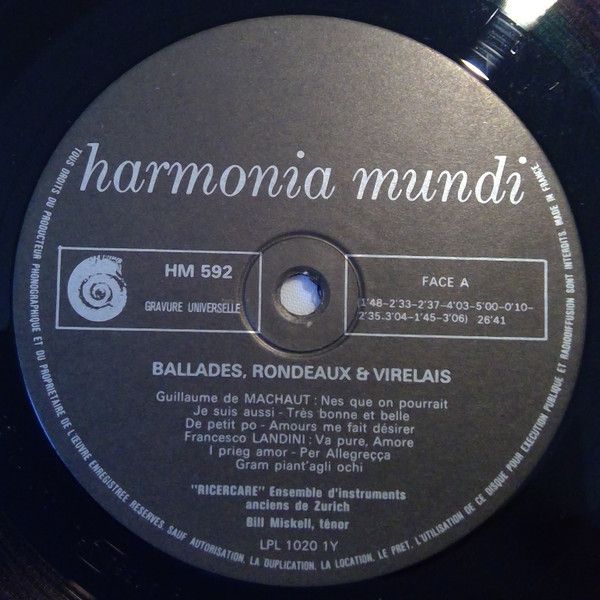 harmonia mundi
HM 592
GRAVURE UNIVERSELLE
FACE A
(1'48-2'33-2'37-4'03-5'00-0'10-
2'35.3'04-1'45-3'06) 26'41
BALLADES, RONDEAUX & VIRELAIS
Guillaume de MACHAUT : Nes que on pourrait
Je suis aussi - Très bonne et belle
De petit po - Amours me fait désirer
Francesco LANDINI : Va pure, Amore
I prieg amor - Per Allegreçça
Gram piant'agli ochi
"RICERCARE" Ensemble d'instruments
anciens de Zurich
Bill Miskell, ténor
LPL 1020 1Y
TOUS DROITS DU PRODUCTEUR PHONOGRAPHIQUE ET DU PROPRIETAIRE DE L'ŒUVRE ENREGISTREE RESERVES. SAUF AUTORISATION, LA DUPLICATION, LA LOCATION, LE PRET, L'UTILISATION DE CE DISQUE POUR EXECUTION PUBLIQUE ET RADIODIFFUSION SONT INTERDITS. MADE IN FRANCE